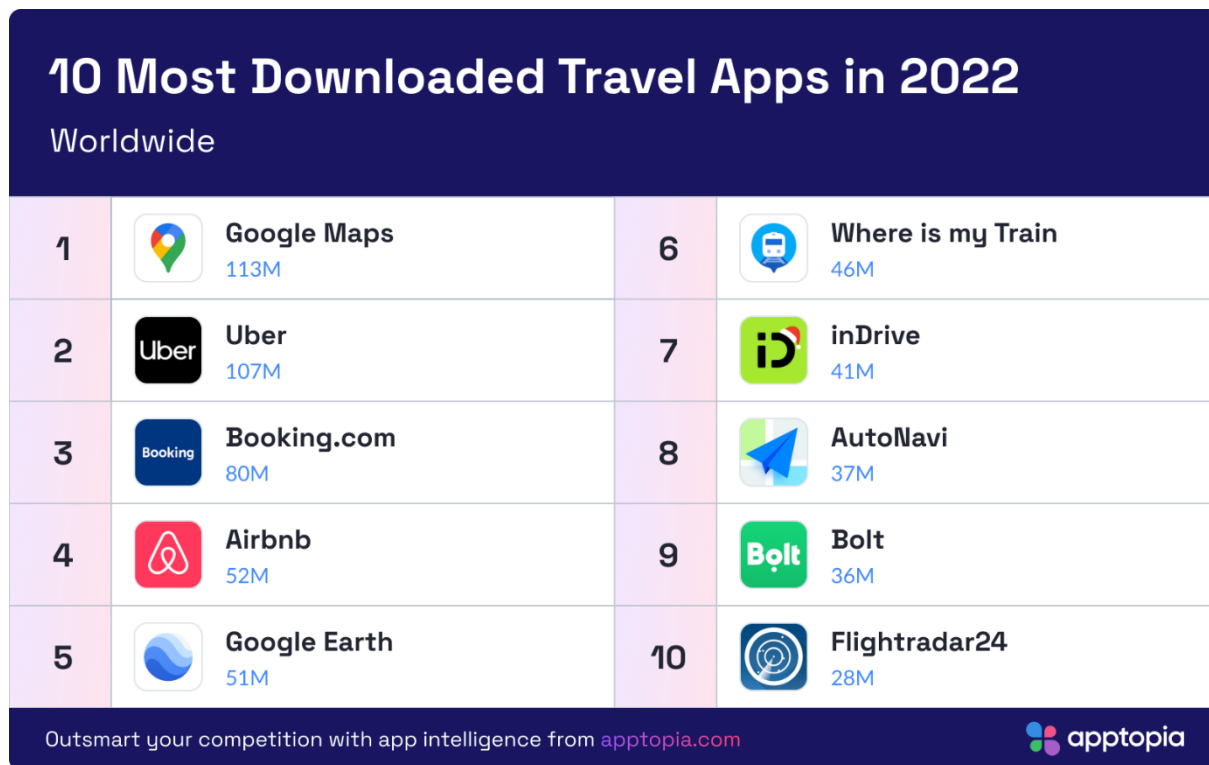 10 Most Downloaded Travel Apps in 2022
Worldwide
1
Google Maps
113M
2
Uber
Uber
107M
3
Booking
Booking.com
80M
4
Airbnb
52M
5
Google Earth
51M
6
Where is my Train
46M
7
iD
inDrive
41M
8
AutoNavi
37M
9
Bolt
Bolt
36M
10
Flightradar24
28M
Outsmart your competition with app intelligence from apptopia.com
apptopia